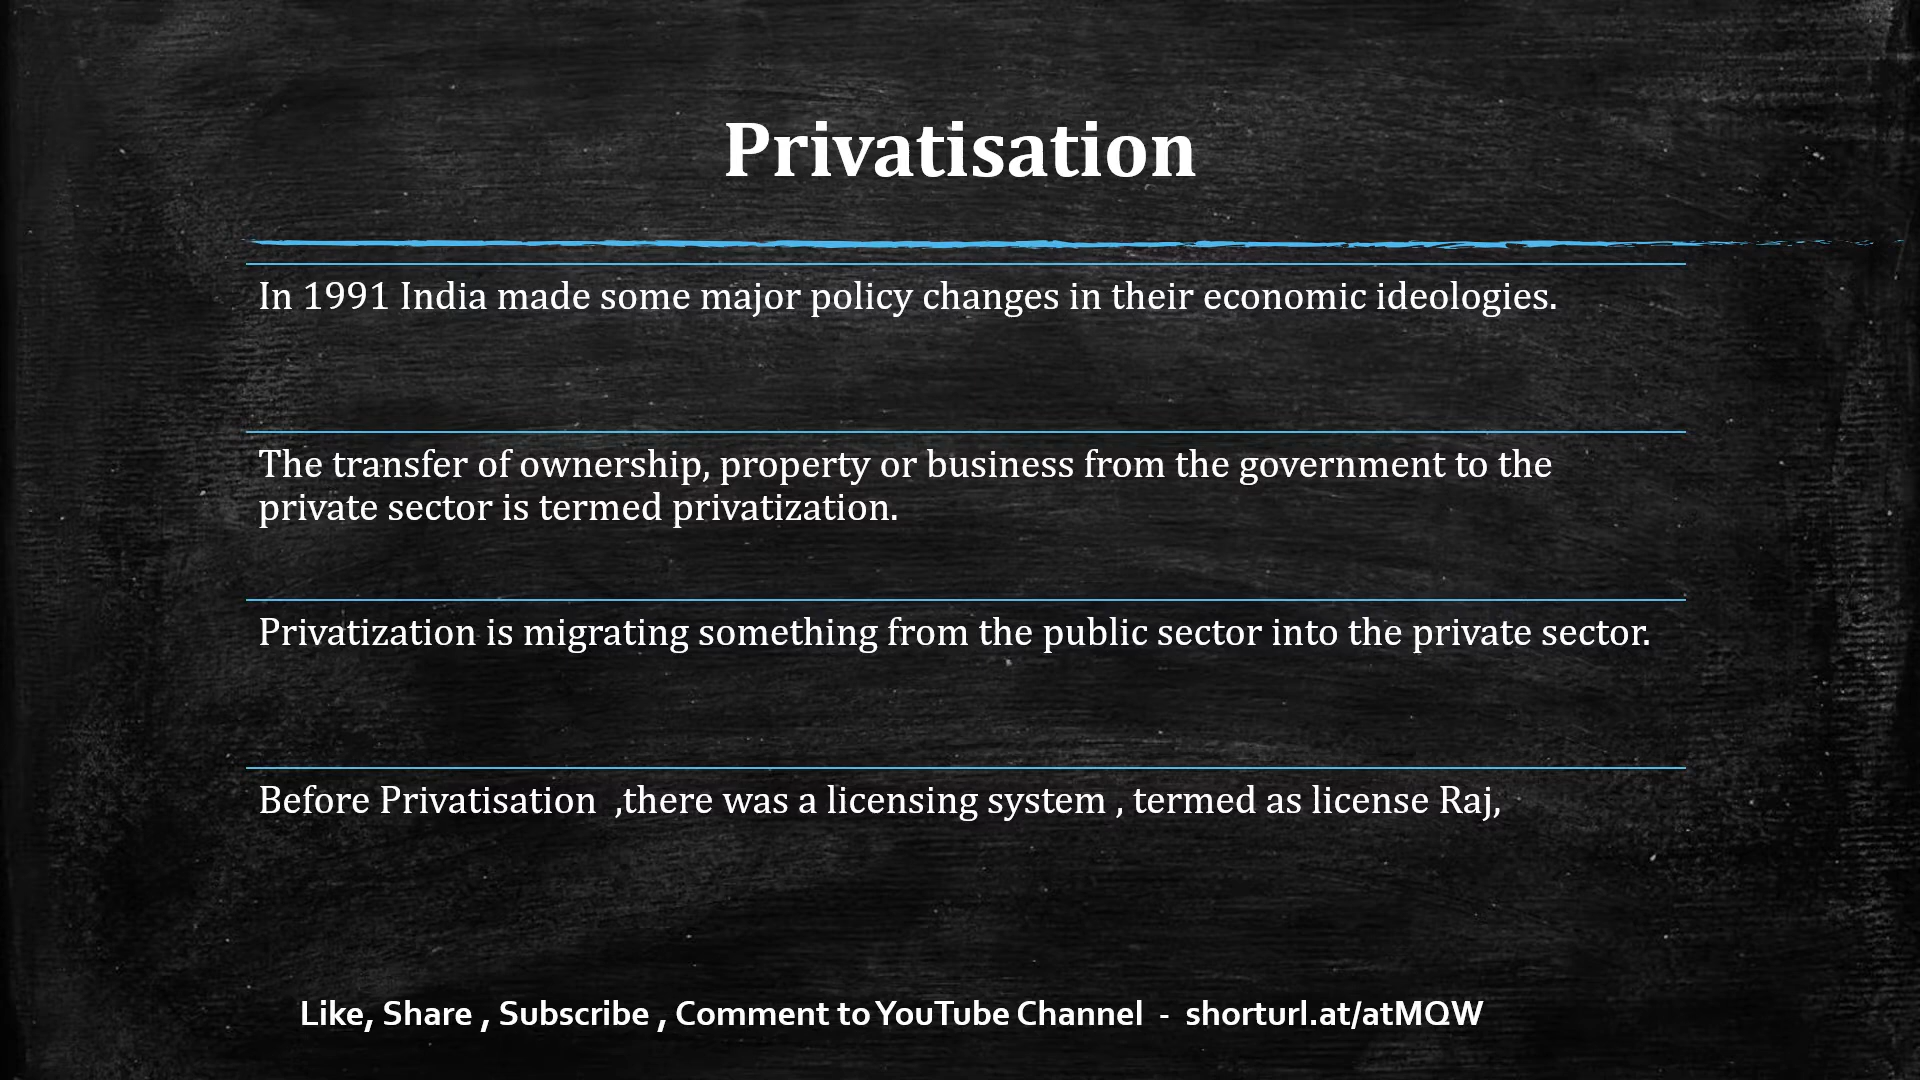 Privatisation
In 1991 India made some major policy changes in their economic ideologies.
The transfer of ownership, property or business from the government to the
private sector is termed privatization.
Privatization is migrating something from the public sector into the private sector.
Before Privatisation  ,there was a licensing system , termed as license Raj,
Like, Share , Subscribe , Comment to YouTube Channel  -  shorturl.at/atMQW